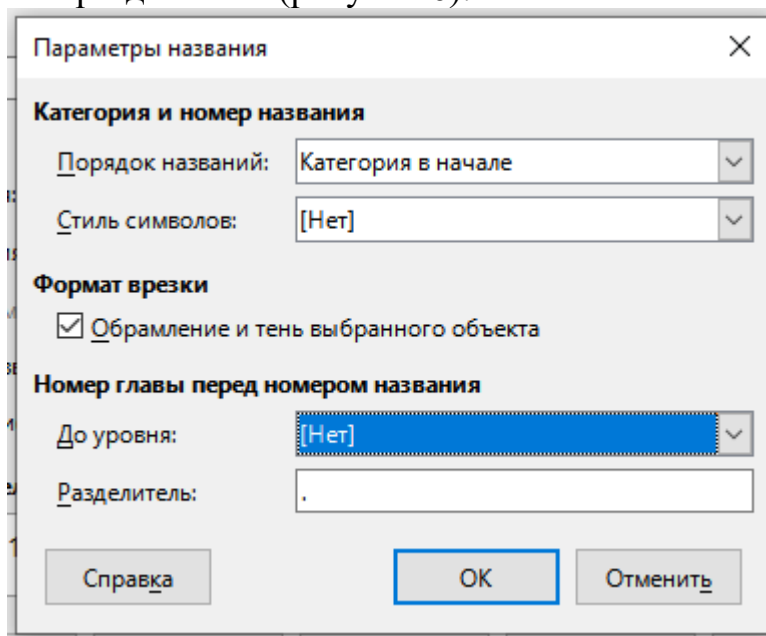 Параметры названия
Категория и номер названия
Порядок названий: Категория в начале
Стиль символов: [Нет]
Формат врезки
Обрамление и тень выбранного объекта
Номер главы перед номером названия
До уровня: [Нет]
Разделитель: .
Справка ОК Отменить